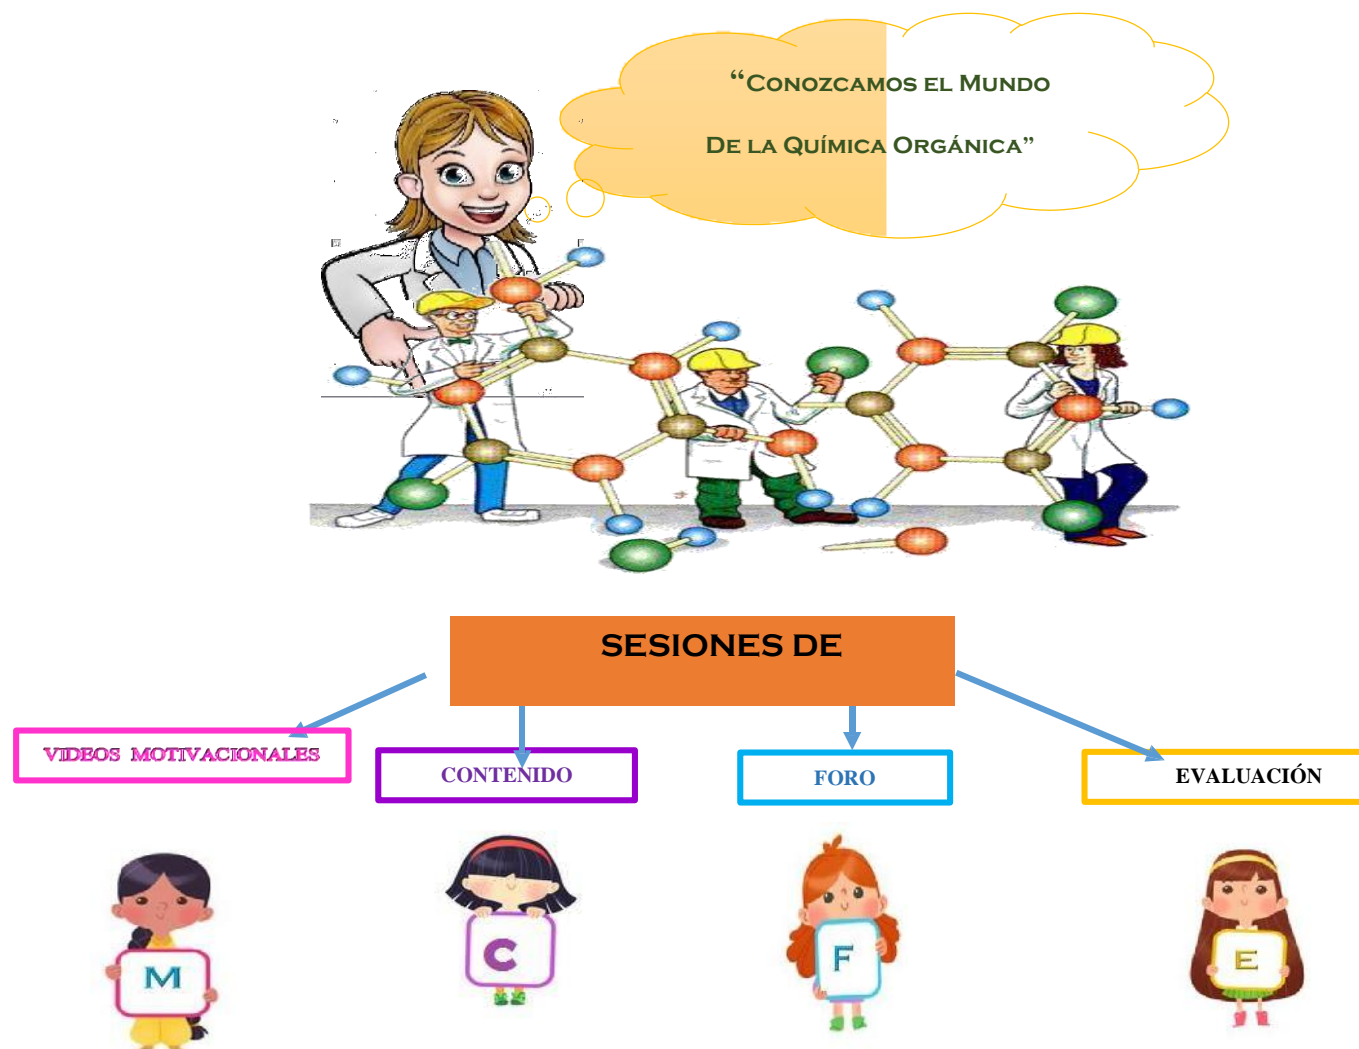 “CONOZCAMOS EL MUNDO
DE LA QUÍMICA ORGÁNICA”
SESIONES DE
VIDEOS MOTIVACIONALES
CONTENIDO
FORO
EVALUACIÓN
M
C
F
E